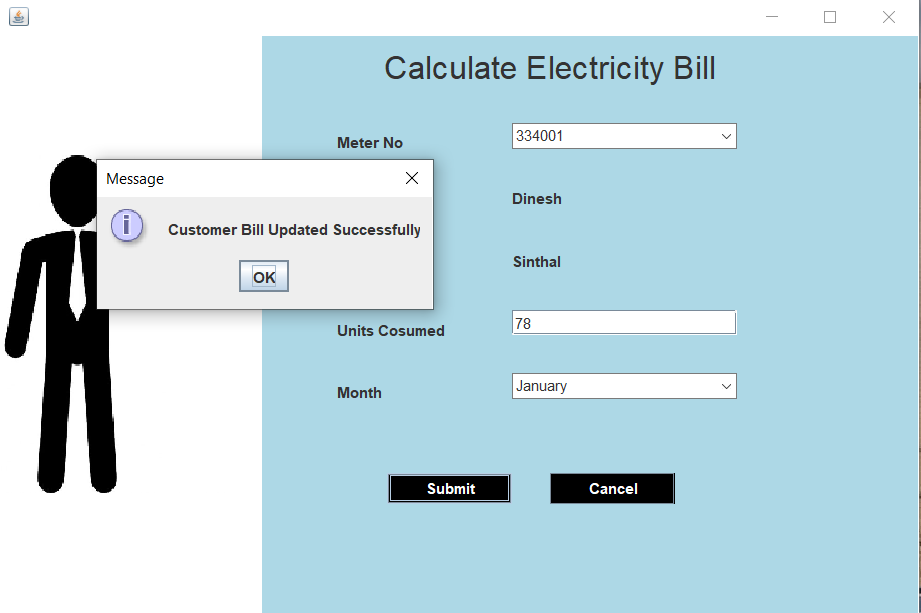 Calculate Electricity Bill
Meter No 334001
Dinesh
Sinthal
Message
i
Customer Bill Updated Successfully
OK
Units Cosumed 78
Month January
Submit Cancel